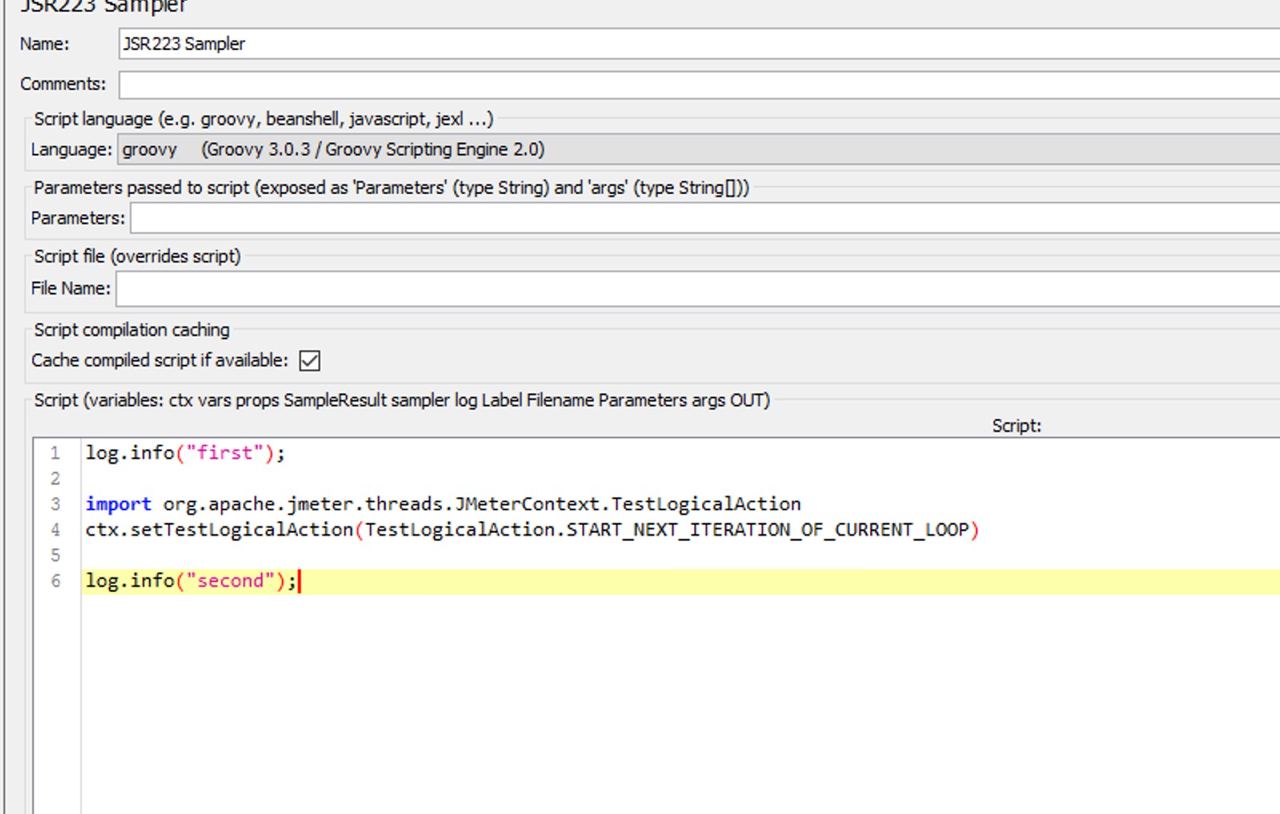 JSR223 Sampler
Name: JSR223 Sampler
Comments:
Script language (e.g. groovy, beanshell, javascript, jexl ...)
Language: groovy (Groovy 3.0.3 / Groovy Scripting Engine 2.0)
Parameters passed to script (exposed as 'Parameters' (type String) and 'args' (type String[]))
Parameters:
Script file (overrides script)
File Name:
Script compilation caching
Cache compiled script if available:
Script (variables: ctx vars props SampleResult sampler log Label Filename Parameters args OUT)
Script:
1 log.info("first");
2
3 import org.apache.jmeter.threads.JMeterContext.TestLogicalAction
4 ctx.setTestLogicalAction(TestLogicalAction.START_NEXT_ITERATION_OF_CURRENT_LOOP)
5
6 log.info("second");